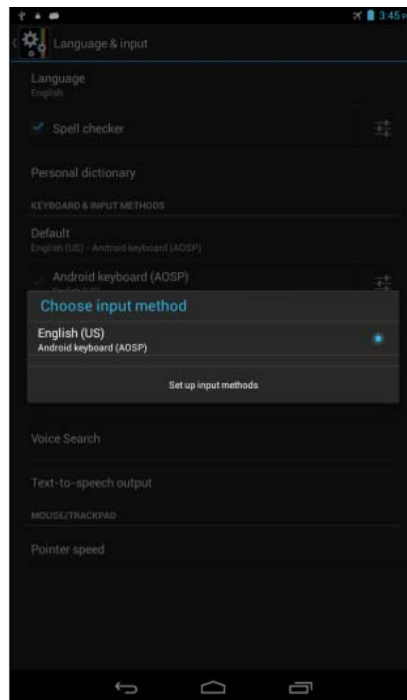 3:45
Language & input
Language
English
Spell checker
Personal dictionary
KEYBOARD & INPUT METHODS
Default
English (US) - Android keyboard (AOSP)
Android keyboard (AOSP)
English (US)
Choose input method
English (US)
Android keyboard (AOSP)
Set up input methods
Voice Search
Text-to-speech output
MOUSE/TRACKPAD
Pointer speed